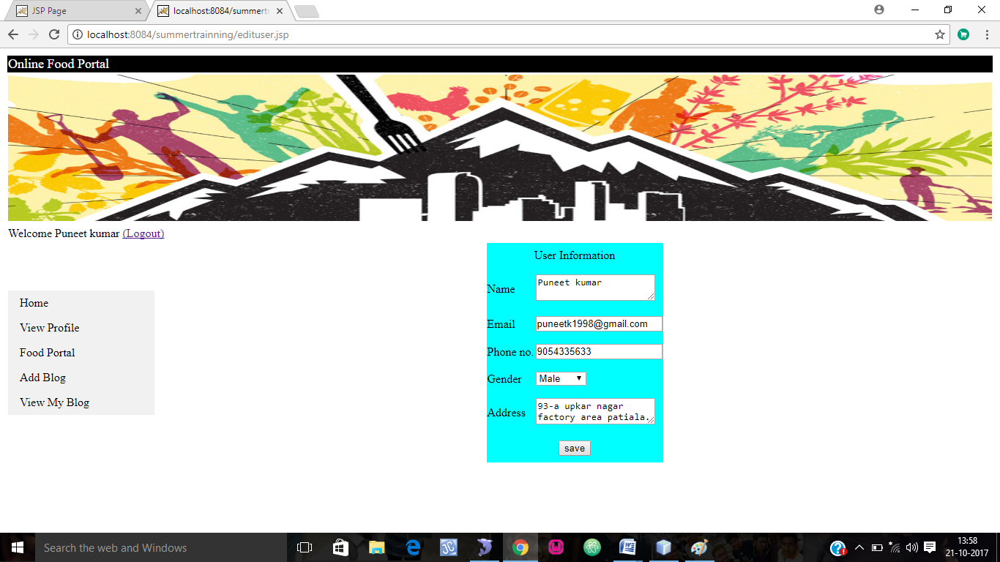 JSP Page
localhost:8084/summertr
localhost:8084/summertrainning/edituser.jsp
Online Food Portal
Welcome Puneet kumar (Logout)
User Information
Name Puneet kumar
Email puneetk1998@gmail.com
Phone no. 9054335633
Gender Male
Address 93-a upkar nagar
factory area patiala.
save
Home
View Profile
Food Portal
Add Blog
View My Blog
Search the web and Windows
13:58
21-10-2017